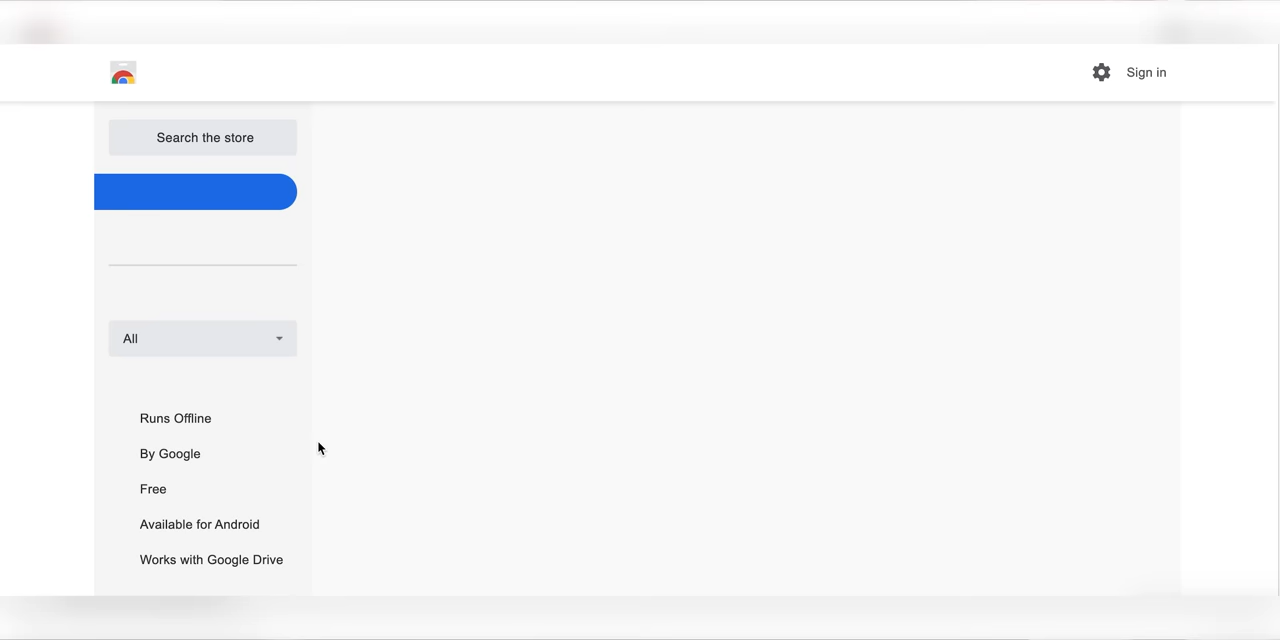 Sign in
Search the store
All
Runs Offline
By Google
Free
Available for Android
Works with Google Drive